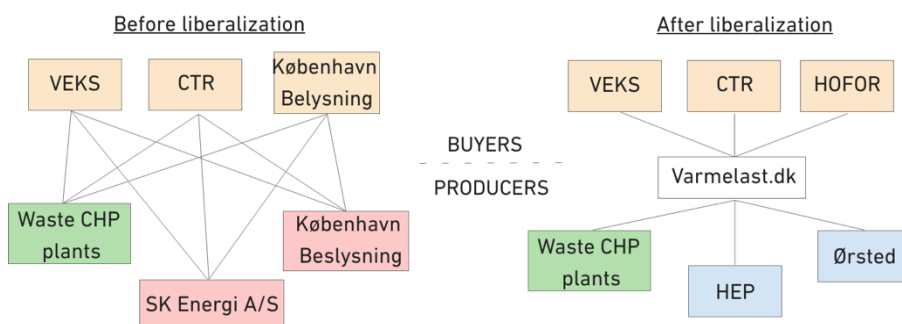 Before liberalization
VEKS
CTR
København
Belysning
Waste CHP
plants
København
Beslysning
SK Energi A/S
BUYERS
PRODUCERS
After liberalization
VEKS
CTR
HOFOR
Varmelast.dk
Waste CHP
plants
HEP
Ørsted